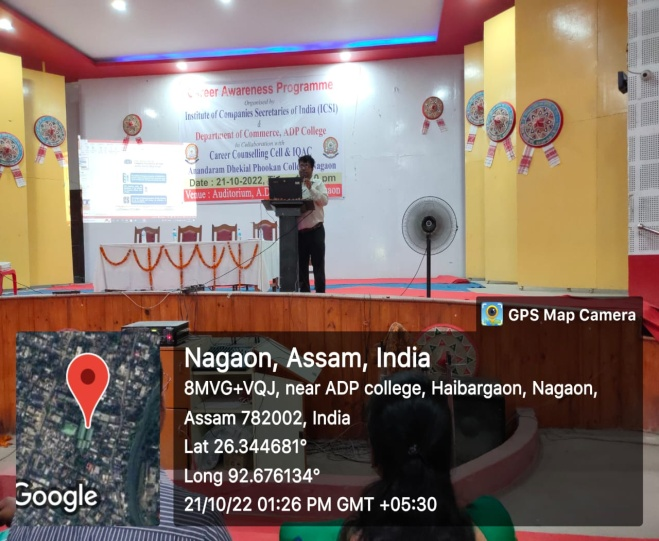 Career Awareness Programme
Organised by
Institute of Companies Secretaries of India (ICSI)
&
Department of Commerce, ADP College
In Collaboration with
Career Counselling Cell & IQAC
Anandaram Dhekial Phookan College, Nagaon
Date : 21-10-2022, pm
Venue : Auditorium,
GPS Map Camera
Nagaon, Assam, India
8MVG+VQJ, near ADP college, Haibargaon, Nagaon,
Assam 782002, India
Lat 26.344681°
Long 92.676134°
21/10/22 01:26 PM GMT +05:30
Google